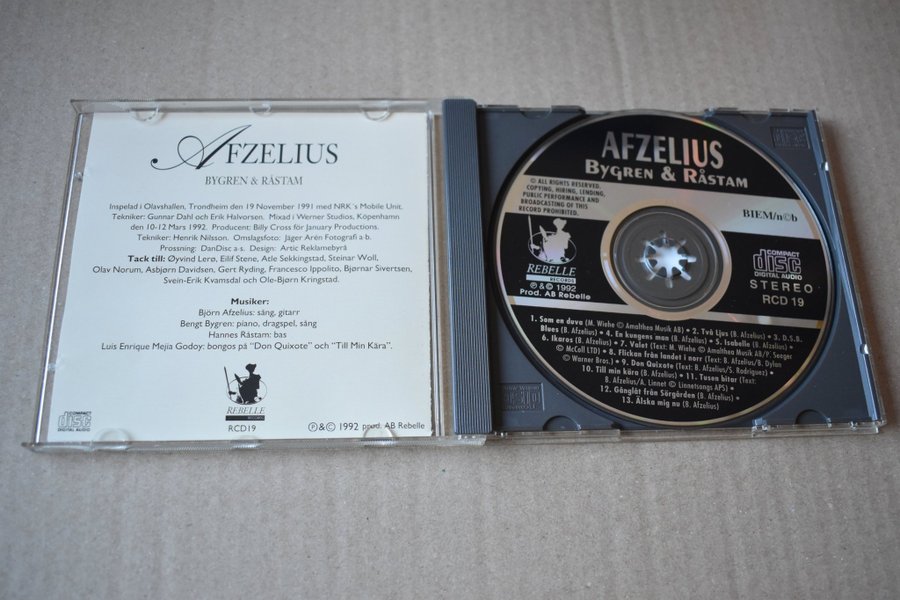 AFZELIUS
BYGREN & RÅSTAM
Inspelad i Olavshallen, Trondheim den 19 November 1991 med NRK´s Mobile Unit.
Tekniker: Gunnar Dahl och Erik Halvorsen. Mixad i Werner Studios, Köpenhamn
den 10-12 Mars 1992. Producent: Billy Cross för January Productions.
Tekniker: Henrik Nilsson. Omslagsfoto: Jäger Arén Fotografi a b.
Prossning: DanDisc a s. Design: Artic Reklamebyrå
Tack till: Øyvind Lerø, Eilif Stene, Atle Sekkingstad, Steinar Woll,
Olav Norum, Asbjørn Davidsen, Gert Ryding, Francesco Ippolito, Bjørnar Sivertsen,
Svein-Erik Kvamsdal och Ole-Bjørn Kringstad.
Musiker:
Björn Afzelius: sång, gitarr
Bengt Bygren: piano, dragspel, sång
Hannes Råstam: bas
Luis Enrique Mejia Godoy: bongos på "Don Quixote" och "Till Min Kära".
REBELLE
RECORDS
RCD19
COMPACT
disc
DIGITAL AUDIO
℗&© 1992 prod. AB Rebelle
AFZELIUS
BYGREN & RÅSTAM
© ALL RIGHTS RESERVED.
COPYING, HIRING, LENDING,
PUBLIC PERFORMANCE AND
BROADCASTING OF THIS
RECORD PROHIBITED.
BIEM/n©b
REBELLE
RECORDS
℗ & © 1992
Prod. AB Rebelle
COMPACT
disc
DIGITAL AUDIO
STEREO
RCD 19
1. Som en duva (M. Wiehe © Amalthea Musik AB) • 2. Två Ljus (B. Afzelius) • 3. D.S.B.
Blues (B. Afzelius) • 4. En kungens man (B. Afzelius) • 5. Isabelle (B. Afzelius) •
6. Ikaros (B. Afzelius) • 7. Valet (Text: M. Wiehe © Amalthea Musik AB/P. Seeger
© McColl LTD) • 8. Flickan från landet i norr (Text: B. Afzelius/B. Dylan
© Warner Bros.) • 9. Don Quixote (Text: B. Afzelius/S. Rodriguez) •
10. Till min kära (B. Afzelius) • 11. Tusen bitar (Text:
B. Afzelius/A. Linnet © Linnetsongs APS) •
12. Gånglåt från Sörgården (B. Afzelius) •
13. Älska mig nu (B. Afzelius)